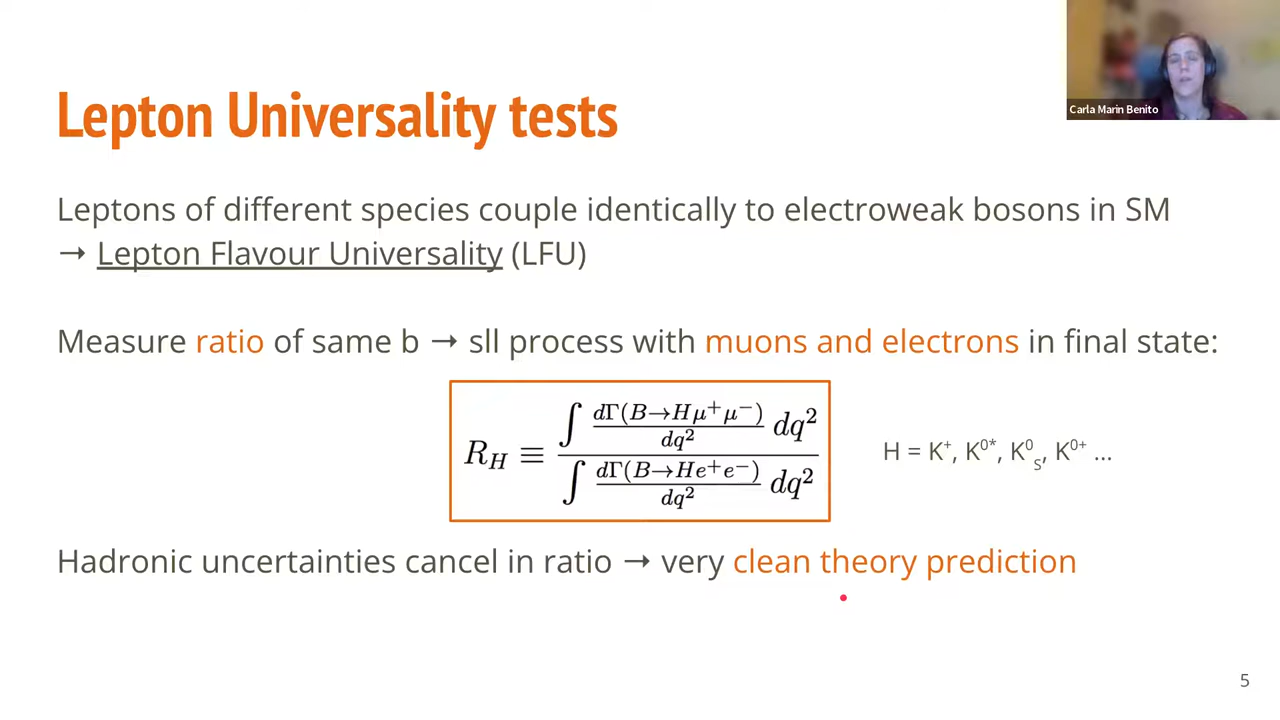 Carla Marin Benito
Lepton Universality tests
Leptons of different species couple identically to electroweak bosons in SM
→ Lepton Flavour Universality (LFU)
Measure ratio of same b → sll process with muons and electrons in final state:
R_H ≡ ∫ dΓ(B→Hμ⁺μ⁻)/dq² dq² / ∫ dΓ(B→He⁺e⁻)/dq² dq²
H = K⁺, K⁰*, K⁰_S, K⁰⁺ ...
Hadronic uncertainties cancel in ratio → very clean theory prediction
5